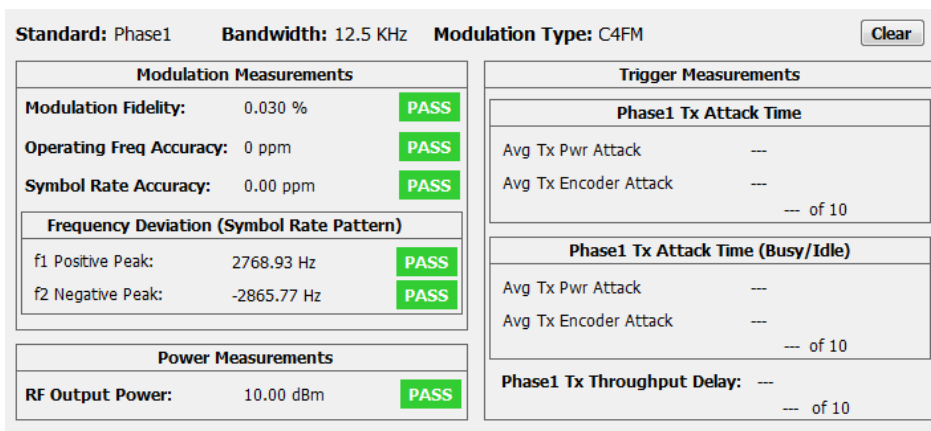 Standard: Phase1 Bandwidth: 12.5 KHz Modulation Type: C4FM Clear
Modulation Measurements
Modulation Fidelity: 0.030 % PASS
Operating Freq Accuracy: 0 ppm PASS
Symbol Rate Accuracy: 0.00 ppm PASS
Frequency Deviation (Symbol Rate Pattern)
f1 Positive Peak: 2768.93 Hz PASS
f2 Negative Peak: -2865.77 Hz PASS
Power Measurements
RF Output Power: 10.00 dBm PASS
Trigger Measurements
Phase1 Tx Attack Time
Avg Tx Pwr Attack ---
Avg Tx Encoder Attack ---
--- of 10
Phase1 Tx Attack Time (Busy/Idle)
Avg Tx Pwr Attack ---
Avg Tx Encoder Attack ---
--- of 10
Phase1 Tx Throughput Delay: ---
--- of 10